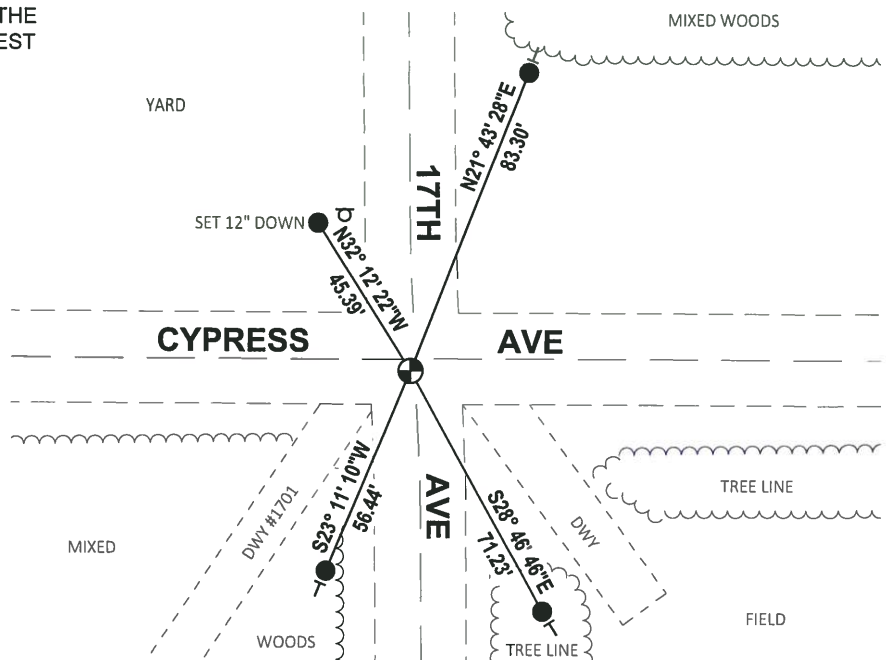 THE
EST
MIXED WOODS
YARD
N21° 43' 28"E
83.30'
17TH
SET 12" DOWN
N32° 12' 22"W
45.39'
CYPRESS
AVE
AVE
S23° 11' 10"W
56.44'
S28° 46' 46"E
71.23'
DWY #1701
DWY
TREE LINE
MIXED
WOODS
TREE LINE
FIELD